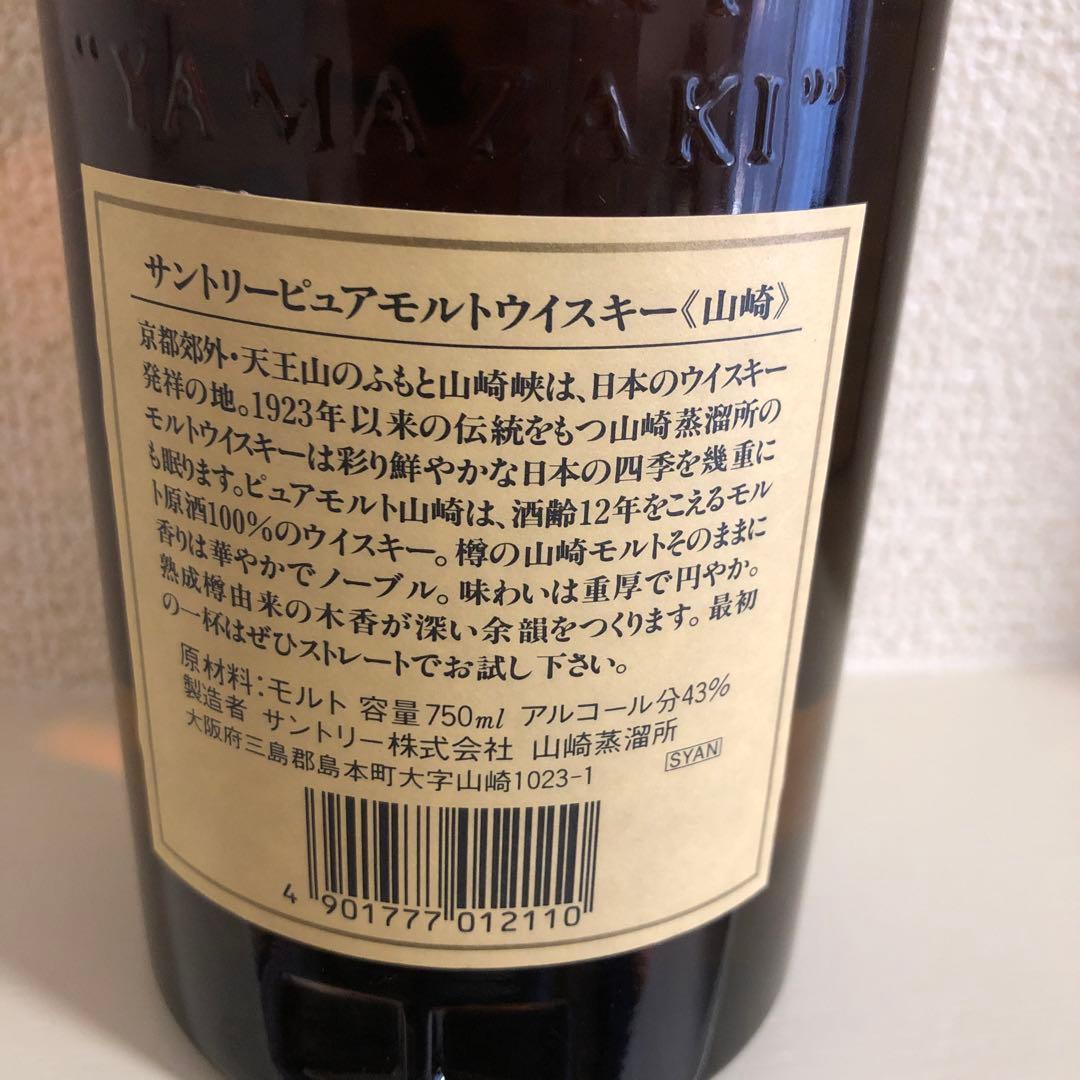 "YAMAZAKI"
サントリーピュアモルトウイスキー《山崎》
京都郊外・天王山のふもと山崎峡は、日本のウイスキー
発祥の地。1923年以来の伝統をもつ山崎蒸溜所の
モルトウイスキーは彩り鮮やかな日本の四季を幾重に
も眠ります。ピュアモルト山崎は、酒齢12年をこえるモル
ト原酒100%のウイスキー。樽の山崎モルトそのままに
香りは華やかでノーブル。味わいは重厚で円やか。
熟成樽由来の木香が深い余韻をつくります。最初
の一杯はぜひストレートでお試し下さい。
原材料:モルト 容量750ml アルコール分43%
製造者 サントリー株式会社 山崎蒸溜所
大阪府三島郡島本町大字山崎1023-1
SYAN
4 901777 012110